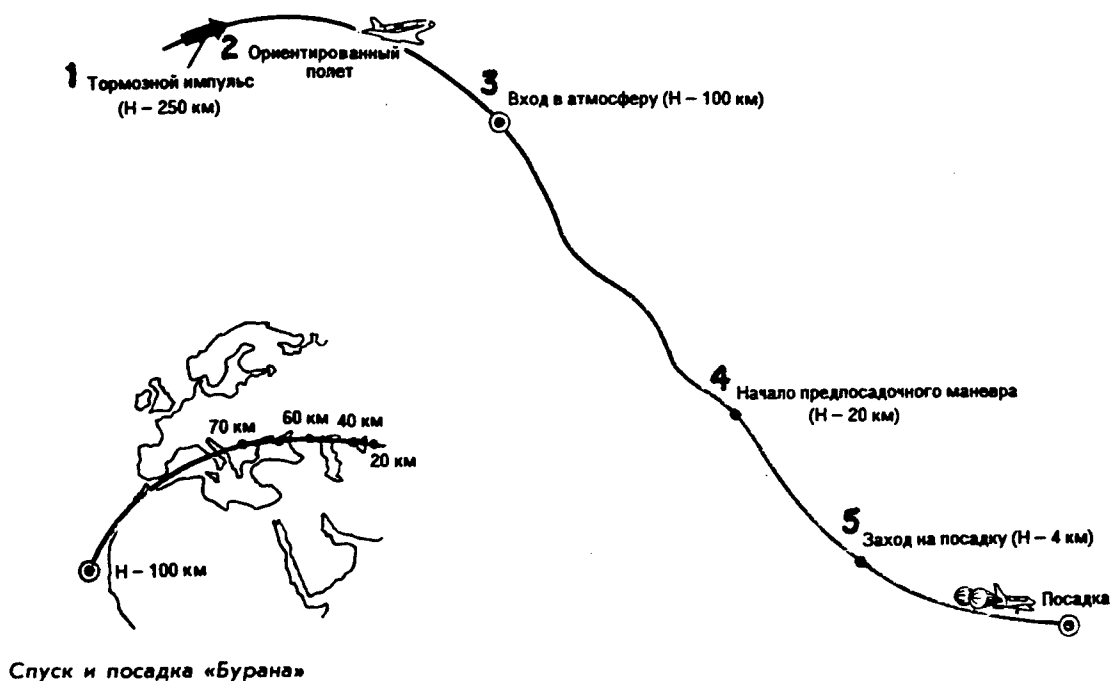 1 Тормозной импульс
(Н – 250 км)
2 Ориентированный
полет
3 Вход в атмосферу (Н – 100 км)
4 Начало предпосадочного маневра
(Н – 20 км)
5 Заход на посадку (Н – 4 км)
Посадка
70 км
60 км
40 км
20 км
Н – 100 км
Спуск и посадка «Бурана»